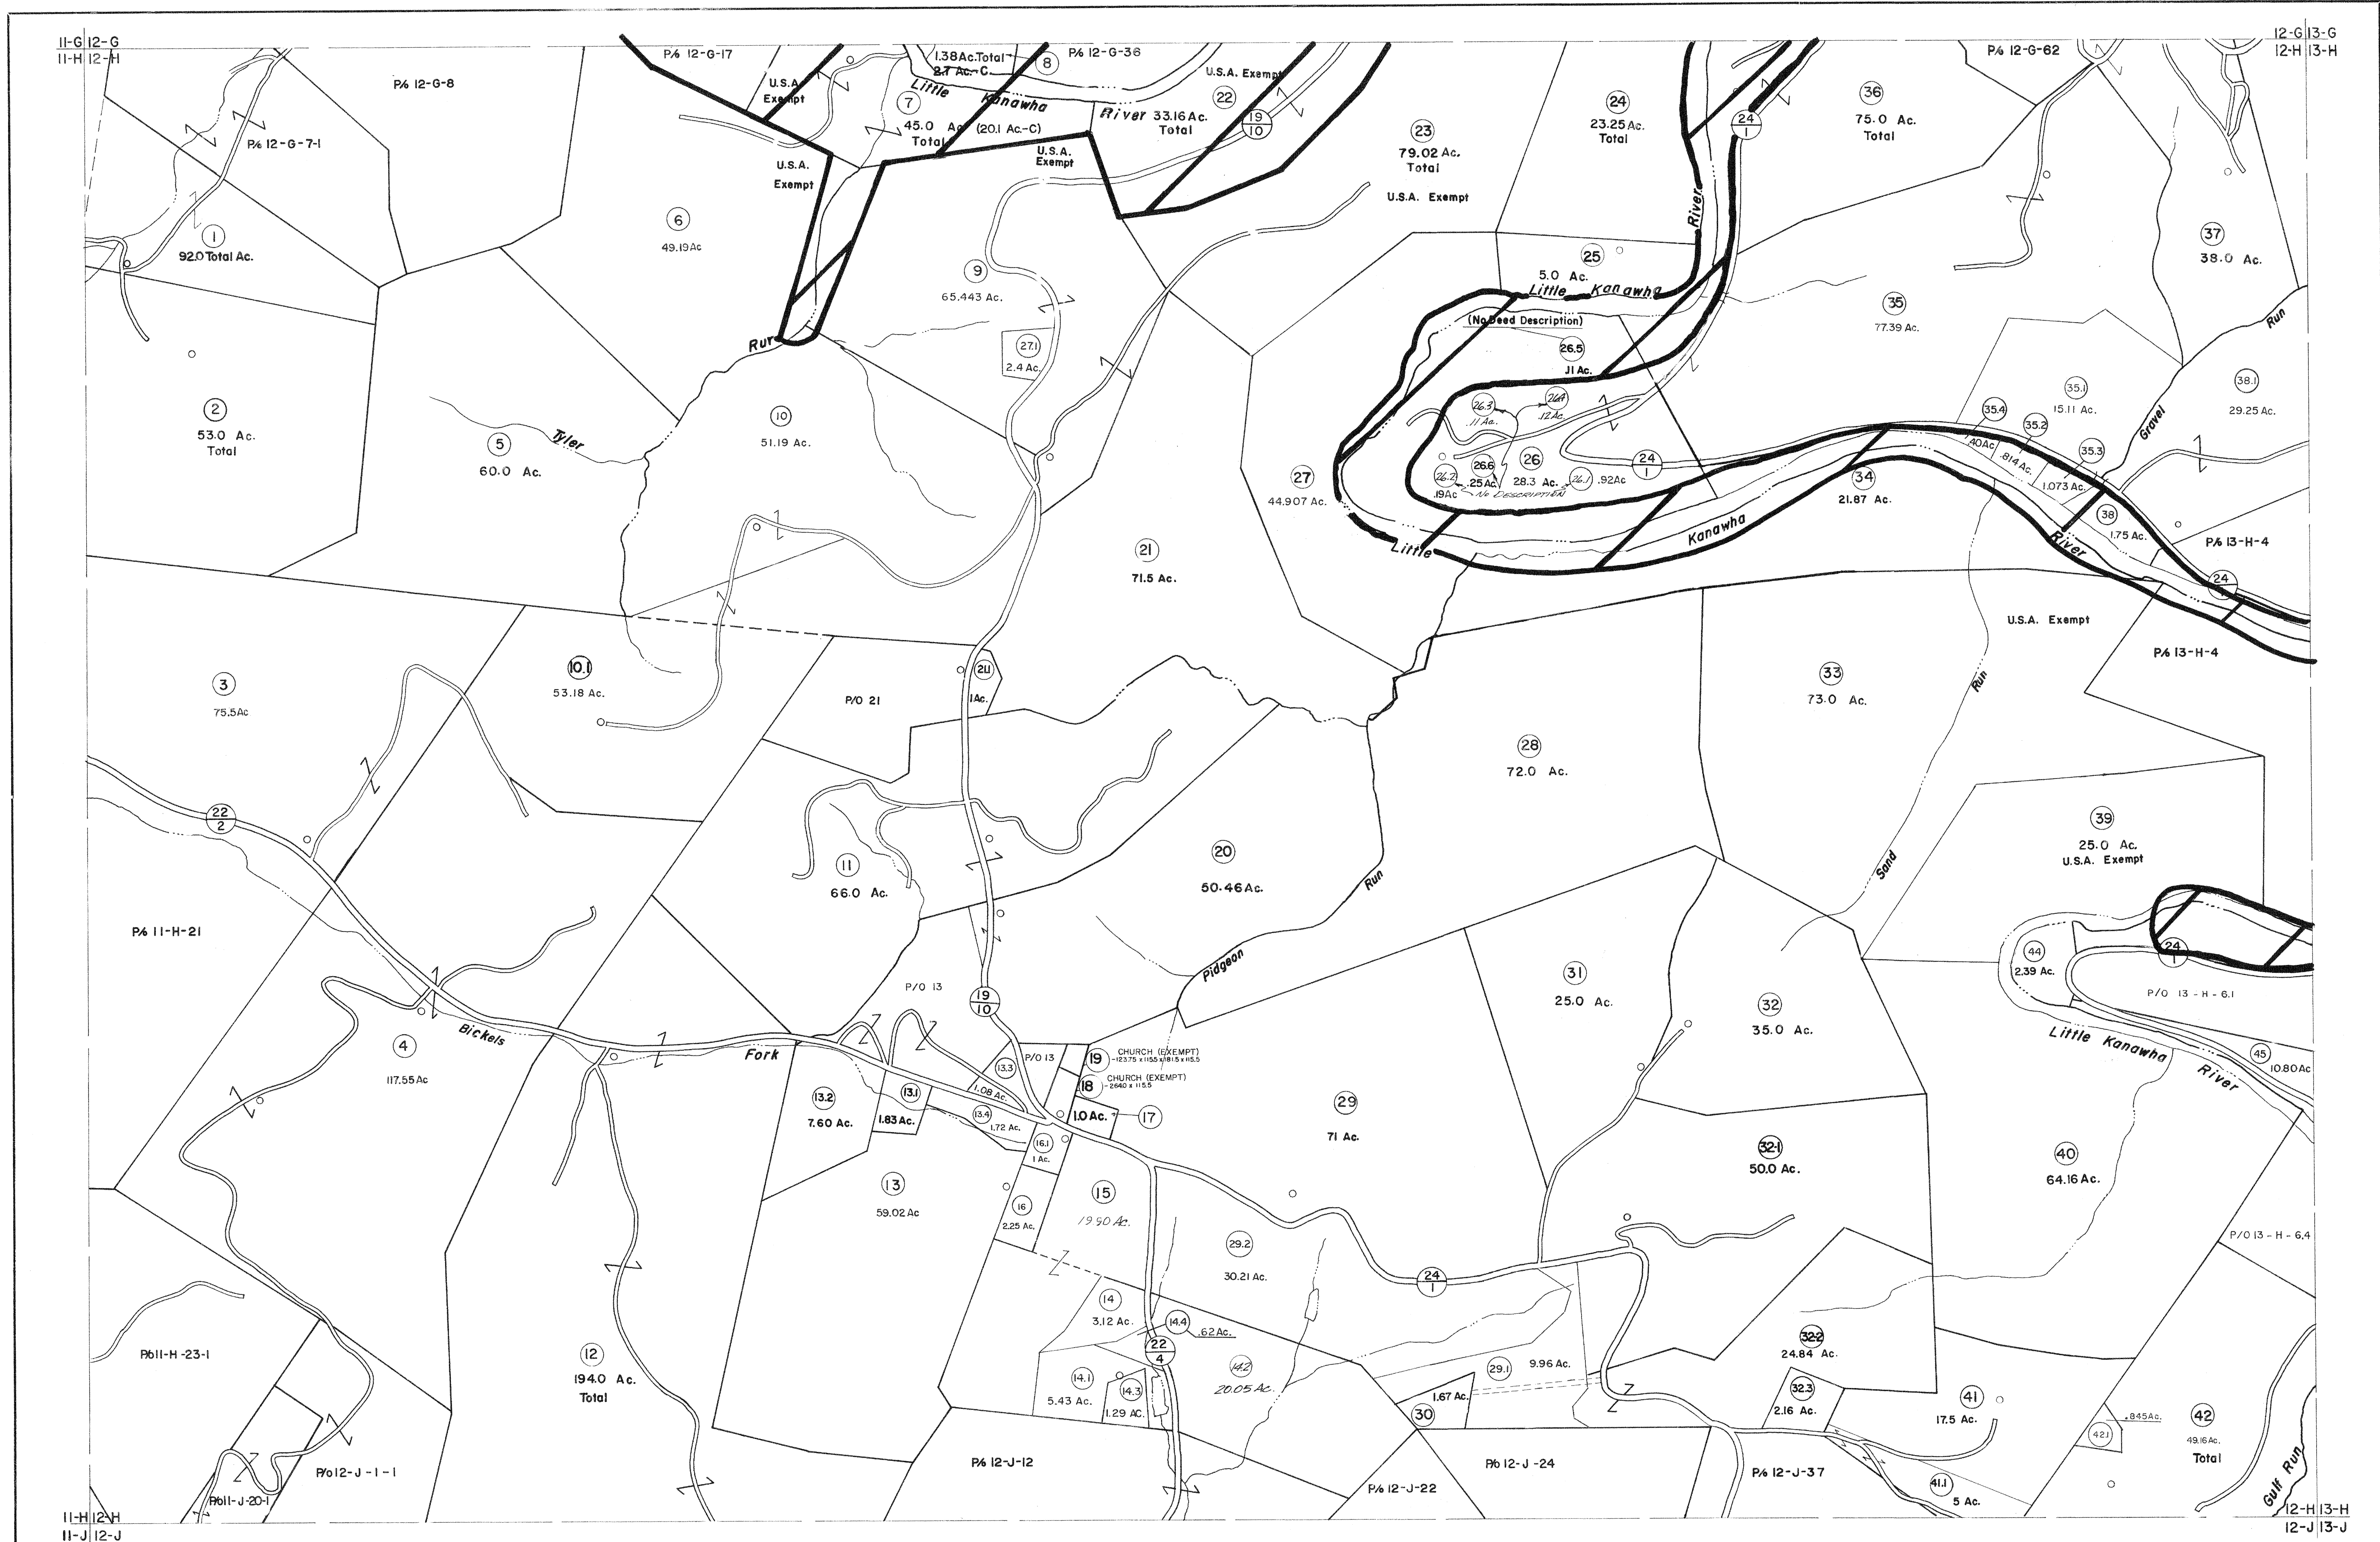 11-G 12-G
11-H 12-H
12-G 13-G
12-H 13-H
P/o 12-G-8
P/o 12-G-17
U.S.A.
Exempt
1.38 Ac. Total
2.7 Ac.-C.
8
P/o 12-G-36
7
Little Kanawha River
45.0 Ac. (20.1 Ac.-C)
Total
U.S.A. Exempt
22
33.16 Ac.
Total
19
10
23
79.02 Ac.
Total
U.S.A. Exempt
24
23.25 Ac.
Total
24
1
36
75.0 Ac.
Total
P/o 12-G-62
P/o 12-G-7-1
1
92.0 Total Ac.
U.S.A.
Exempt
U.S.A.
Exempt
6
49.19 Ac
9
65.443 Ac.
27.1
2.4 Ac.
River
25
5.0 Ac.
Little Kanawha
(No Deed Description)
26.5
.11 Ac.
35
77.39 Ac.
37
38.0 Ac.
Run
Gravel
2
53.0 Ac.
Total
5
60.0 Ac.
Tyler
Run
10
51.19 Ac.
27
44.907 Ac.
26.3
.11 Ac.
26.4
.12 Ac.
26.2
.19 Ac
26.6
.25 Ac.
26
28.3 Ac.
26.1
.92 Ac
No DESCRIPTION
24
1
34
21.87 Ac.
35.4
.40 Ac.
35.2
.814 Ac.
35.3
1.073 Ac.
35.1
15.11 Ac.
38.1
29.25 Ac.
38
1.75 Ac.
P/o 13-H-4
24
Little Kanawha River
U.S.A. Exempt
P/o 13-H-4
21
71.5 Ac.
3
75.5 Ac
10.1
53.18 Ac.
P/O 21
21.1
1 Ac.
33
73.0 Ac.
Run
28
72.0 Ac.
22
2
11
66.0 Ac.
20
50.46 Ac.
Run
Pidgeon
Sand
39
25.0 Ac.
U.S.A. Exempt
P/o 11-H-21
31
25.0 Ac.
32
35.0 Ac.
44
2.39 Ac.
24
1
P/O 13-H-6.1
Little Kanawha River
45
10.80 Ac
P/O 13
19
10
4
117.55 Ac
Bickels
Fork
13.3
1.08 Ac.
P/O 13
19
CHURCH (EXEMPT)
-123.75 x 115.5 x 181.5 x 115.5
18
CHURCH (EXEMPT)
-264.0 x 115.5
1.0 Ac.
17
13.2
7.60 Ac.
13.1
1.83 Ac.
13.4
1.72 Ac.
16.1
1 Ac.
29
71 Ac.
32.1
50.0 Ac.
40
64.16 Ac.
13
59.02 Ac
16
2.25 Ac.
15
19.90 Ac.
29.2
30.21 Ac.
24
1
P/O 13-H-6.4
14
3.12 Ac.
14.4
.62 Ac.
22
4
14.1
5.43 Ac.
14.3
1.29 AC.
14.2
20.05 Ac.
29.1
9.96 Ac.
1.67 Ac.
30
32.2
24.84 Ac.
32.3
2.16 Ac.
41
17.5 Ac.
42.1
.845 Ac.
42
49.16 Ac.
Total
Gulf Run
P/o 11-H-23-1
12
194.0 Ac.
Total
P/o 12-J-1-1
P/o 11-J-20-1
P/o 12-J-12
P/o 12-J-22
P/o 12-J-24
P/o 12-J-37
41.1
5 Ac.
11-H 12-H
11-J 12-J
12-H 13-H
12-J 13-J